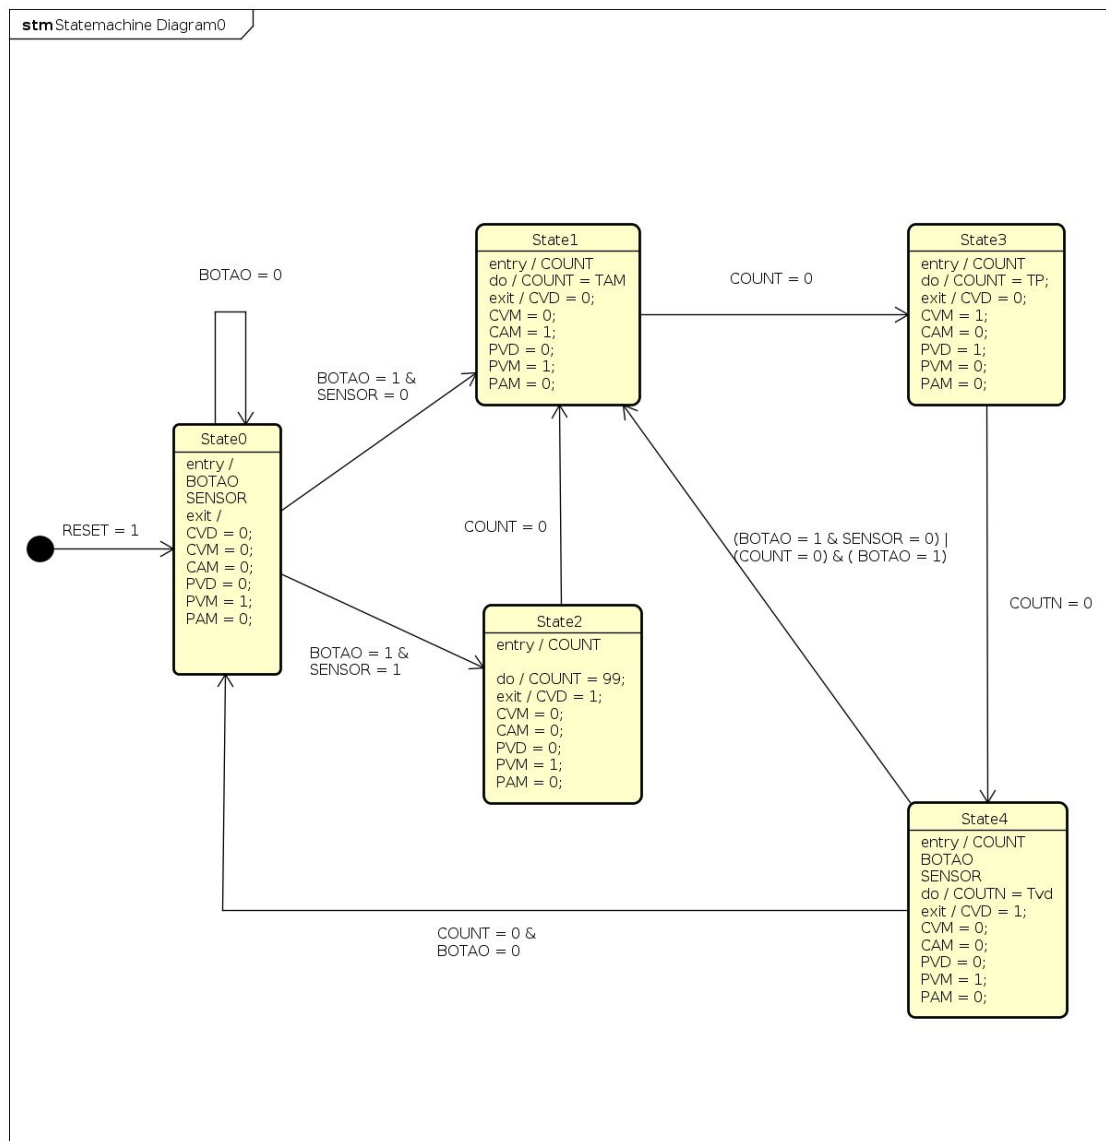 stm Statemachine Diagram0
BOTAO = 0
State1
entry / COUNT
do / COUNT = TAM
exit / CVD = 0;
CVM = 0;
CAM = 1;
PVD = 0;
PVM = 1;
PAM = 0;
COUNT = 0
State3
entry / COUNT
do / COUNT = TP;
exit / CVD = 0;
CVM = 1;
CAM = 0;
PVD = 1;
PVM = 0;
PAM = 0;
BOTAO = 1 &
SENSOR = 0
State0
entry /
BOTAO
SENSOR
exit /
CVD = 0;
CVM = 0;
CAM = 0;
PVD = 0;
PVM = 1;
PAM = 0;
RESET = 1
COUNT = 0
(BOTAO = 1 & SENSOR = 0) |
(COUNT = 0) & ( BOTAO = 1)
COUTN = 0
BOTAO = 1 &
SENSOR = 1
State2
entry / COUNT
do / COUNT = 99;
exit / CVD = 1;
CVM = 0;
CAM = 0;
PVD = 0;
PVM = 1;
PAM = 0;
State4
entry / COUNT
BOTAO
SENSOR
do / COUTN = Tvd
exit / CVD = 1;
CVM = 0;
CAM = 0;
PVD = 0;
PVM = 1;
PAM = 0;
COUNT = 0 &
BOTAO = 0